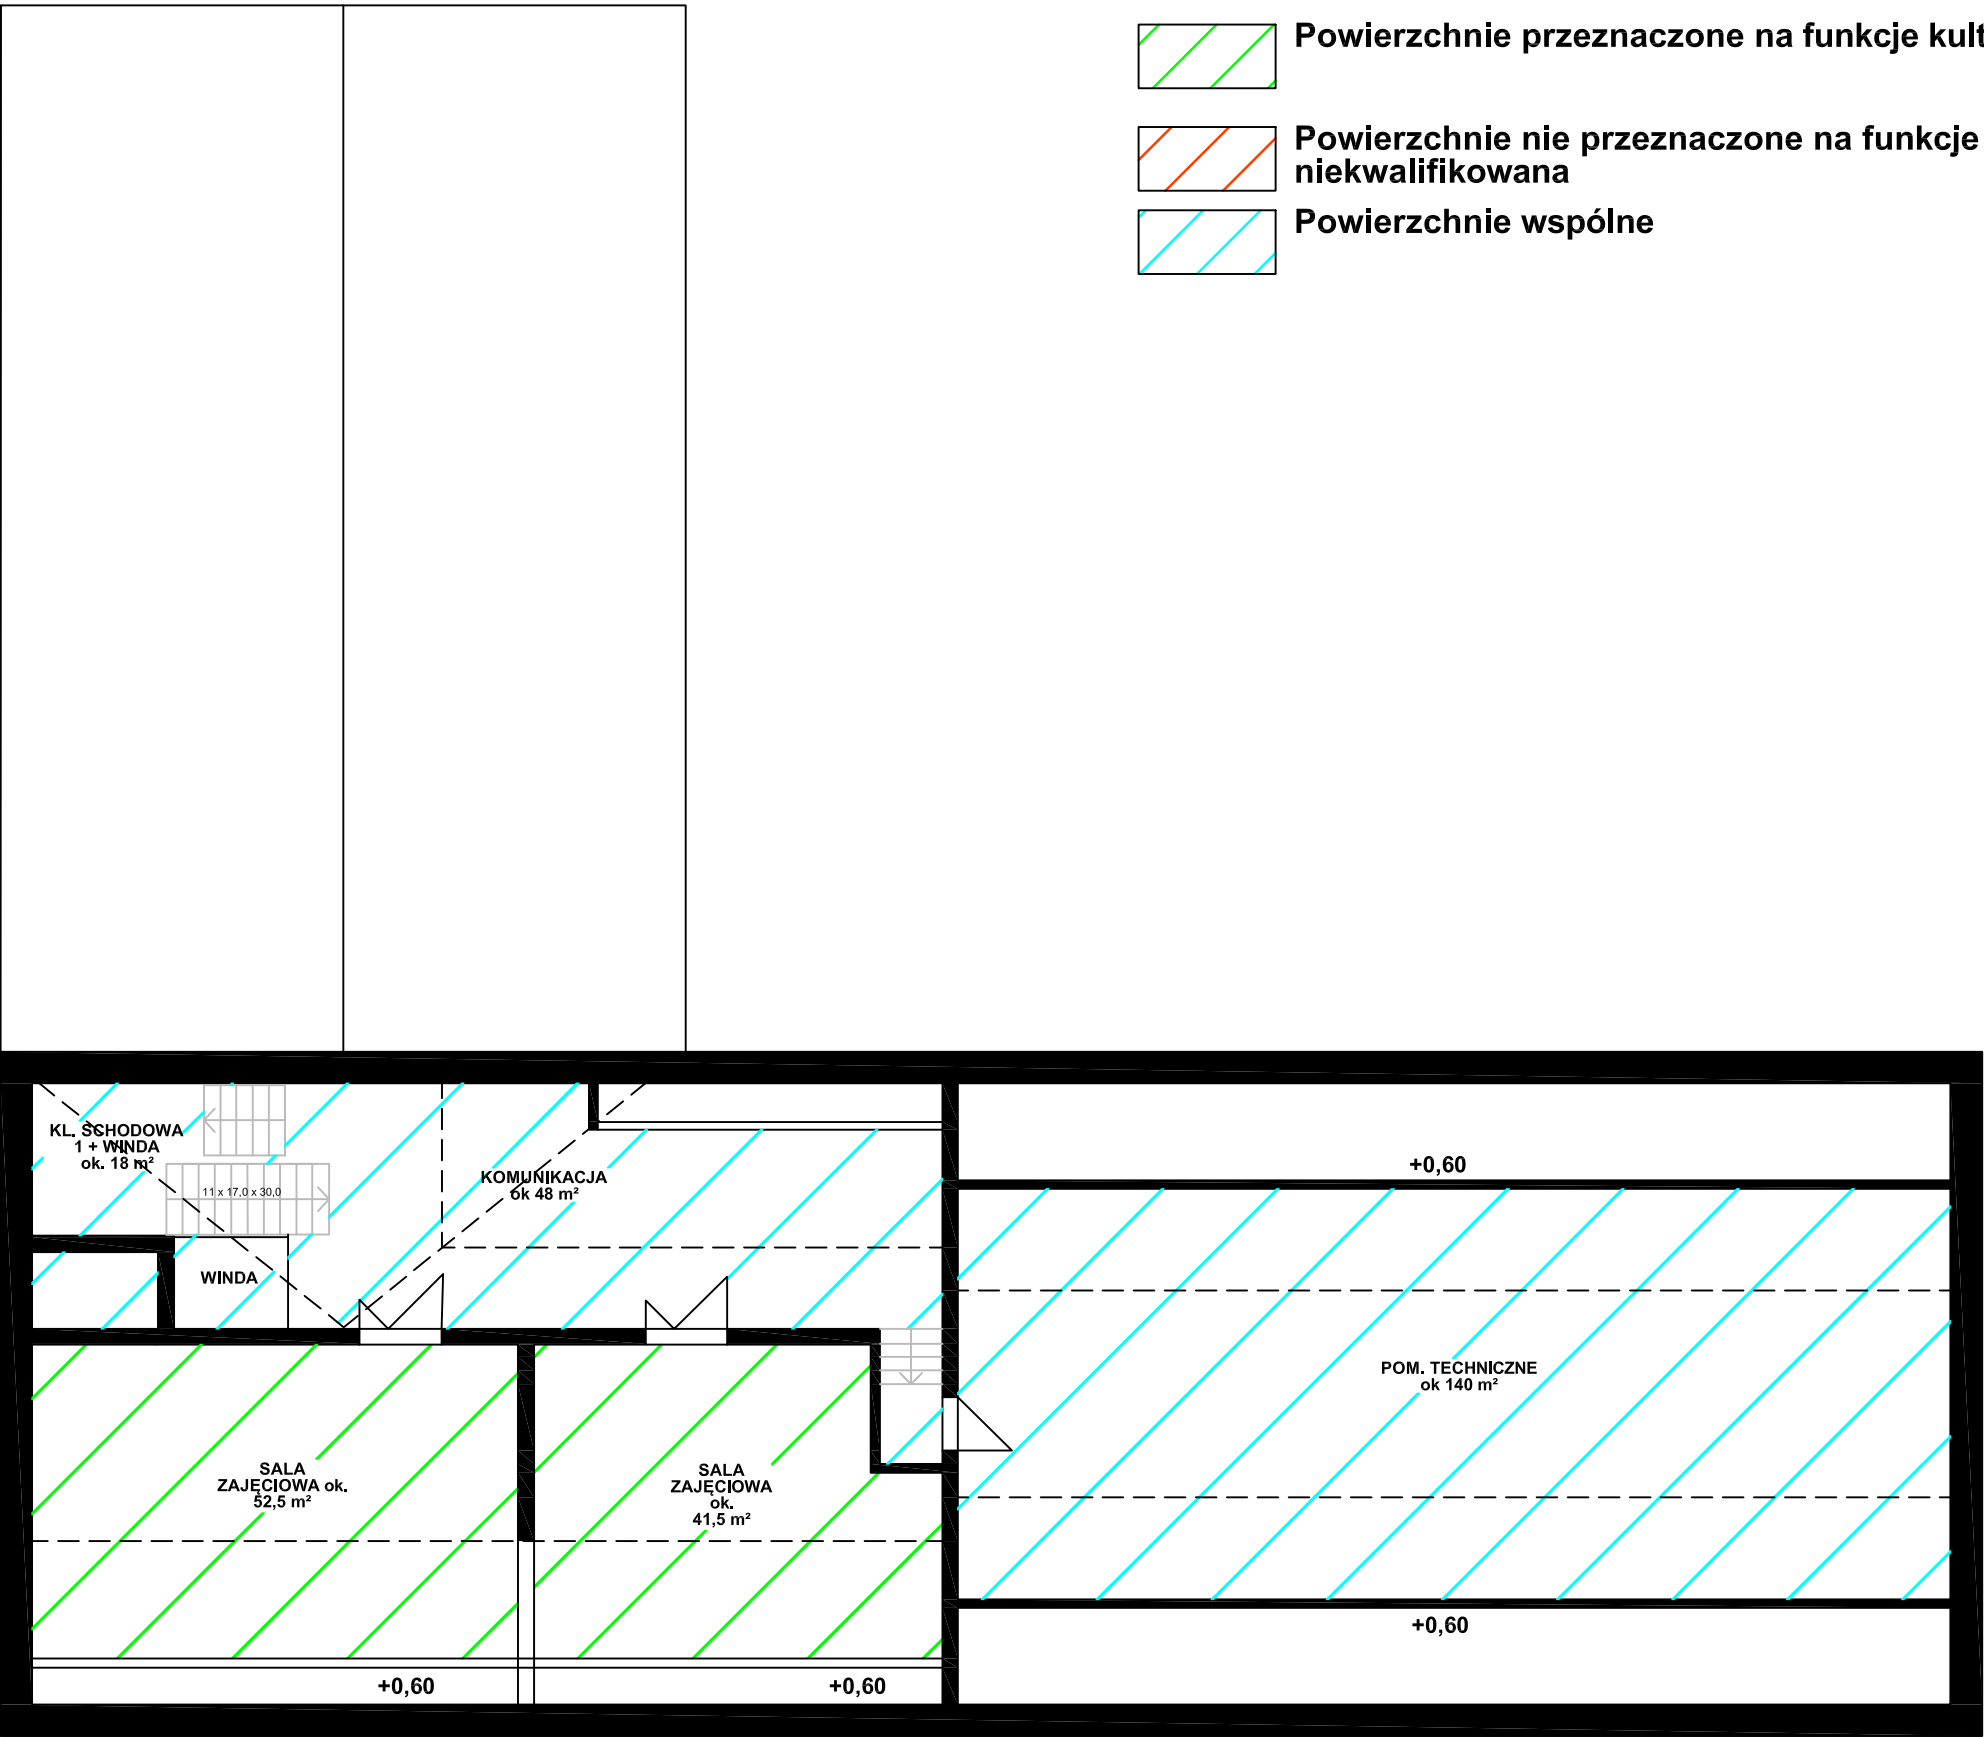 Powierzchnie przeznaczone na funkcje
Powierzchnie nie przeznaczone na funkcje
niekwalifikowana
Powierzchnie wspólne
KL. SCHODOWA
1 + WINDA
ok. 18 m²
11 x 17,0 x 30,0
WINDA
KOMUNIKACJA
ok 48 m²
+0,60
POM. TECHNICZNE
ok 140 m²
SALA
ZAJĘCIOWA ok.
52,5 m²
SALA
ZAJĘCIOWA
ok.
41,5 m²
+0,60
+0,60
+0,60